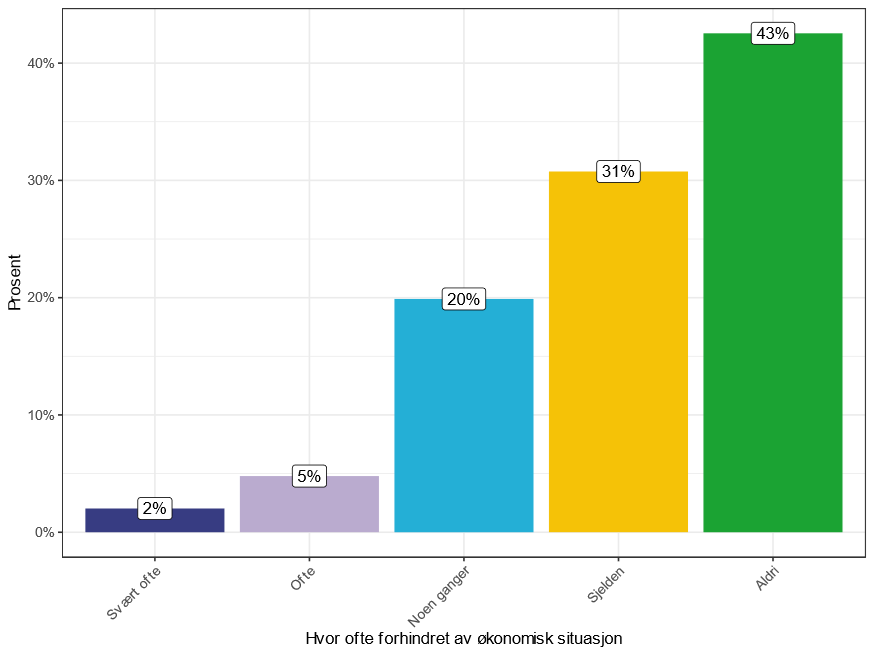 43%
40%
31%
30%
20%
20%
Prosent
10%
5%
2%
0%
Svært ofte
Ofte
Noen ganger
Sjelden
Aldri
Hvor ofte forhindret av økonomisk situasjon